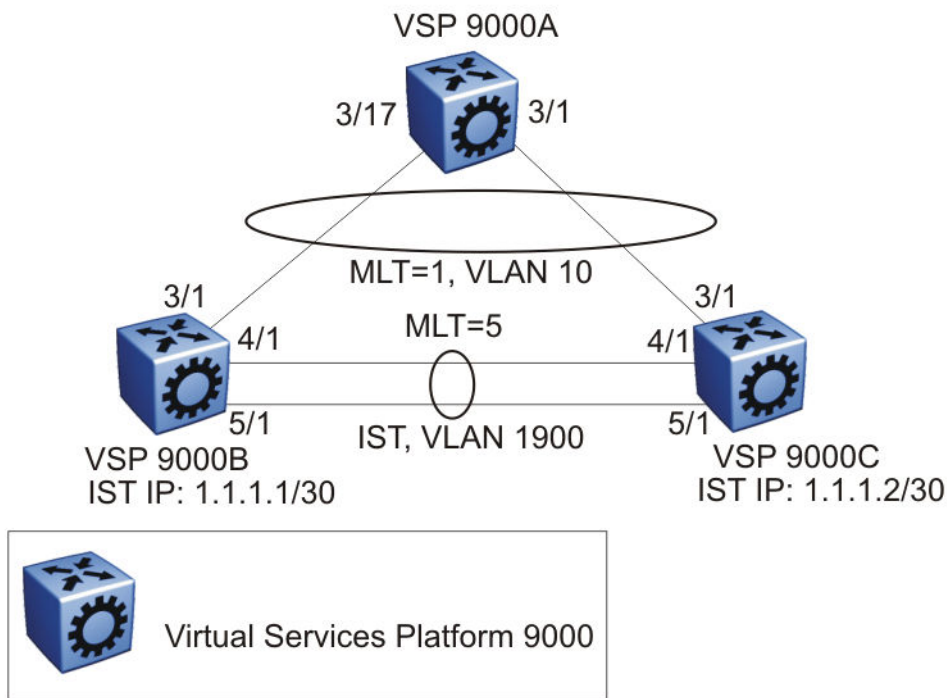 VSP 9000A
3/17
3/1
MLT=1, VLAN 10
3/1
3/1
MLT=5
4/1
4/1
5/1
5/1
IST, VLAN 1900
VSP 9000B
IST IP: 1.1.1.1/30
VSP 9000C
IST IP: 1.1.1.2/30
Virtual Services Platform 9000